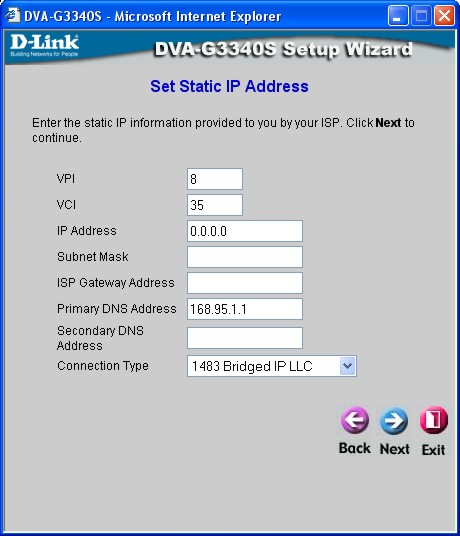 DVA-G3340S - Microsoft Internet Explorer
D-Link
Building Networks for People
DVA-G3340S Setup Wizard
Set Static IP Address
Enter the static IP information provided to you by your ISP. Click Next to
continue.
VPI 8
VCI 35
IP Address 0.0.0.0
Subnet Mask
ISP Gateway Address
Primary DNS Address 168.95.1.1
Secondary DNS
Address
Connection Type 1483 Bridged IP LLC
Back Next Exit